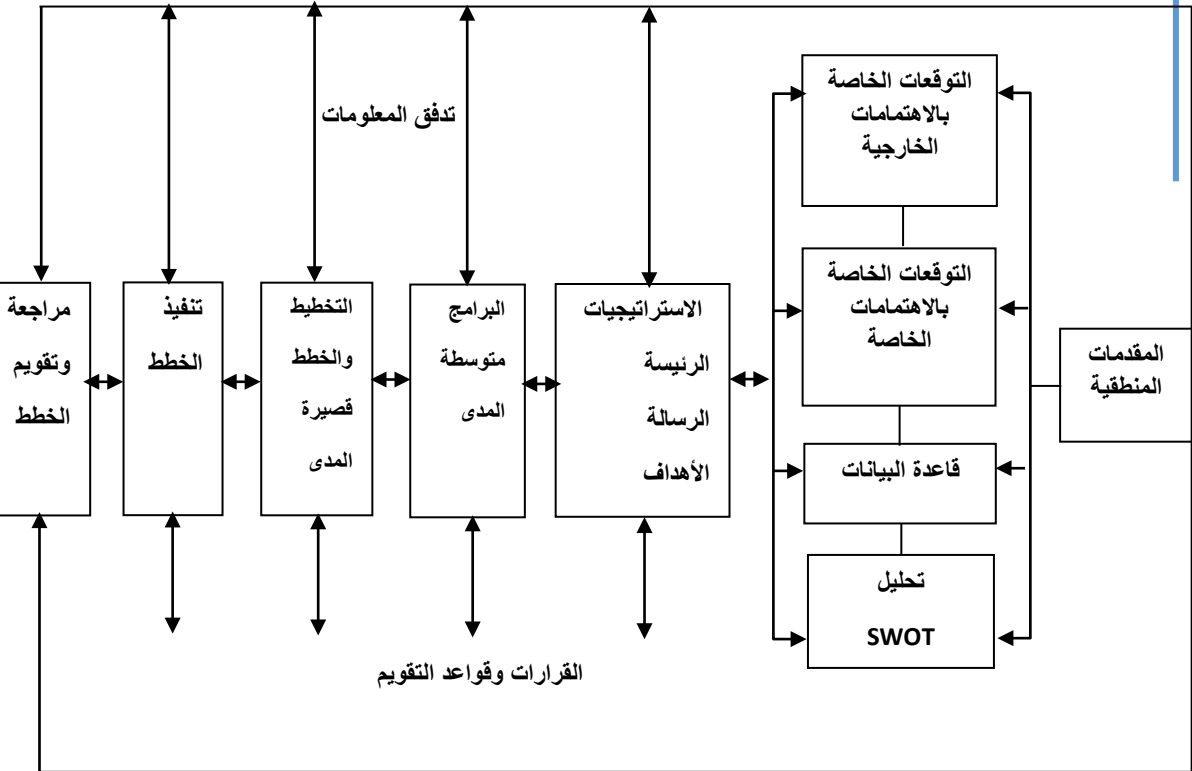 التوقعات الخاصة
بالاهتمامات
الخارجية
تدفق المعلومات
التوقعات الخاصة
بالاهتمامات
الخاصة
المقدمات
المنطقية
قاعدة البيانات
تحليل
SWOT
الاستراتيجيات
الرئيسة
الرسالة
الأهداف
البرامج
متوسطة
المدى
التخطيط
والخطط
قصيرة
المدى
تنفيذ
الخطط
مراجعة
وتقويم
الخطط
القرارات وقواعد التقويم